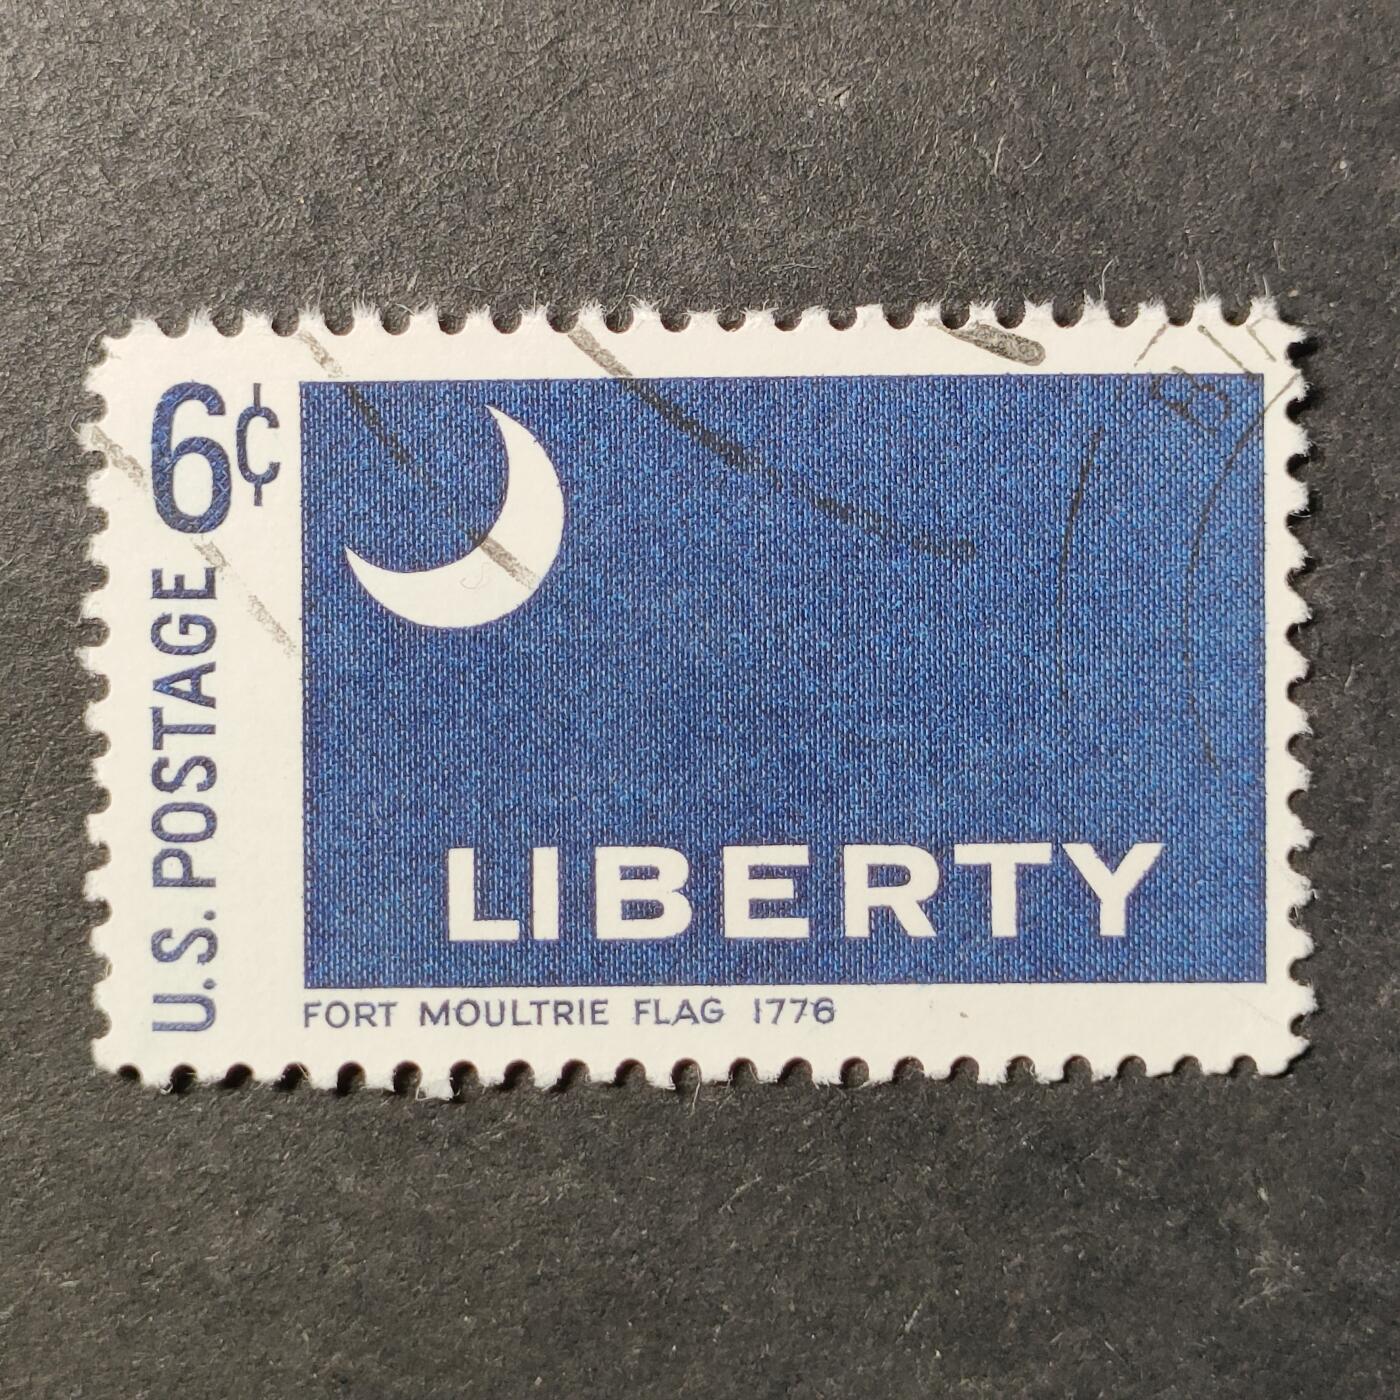 6¢
U.S. POSTAGE
LIBERTY
FORT MOULTRIE FLAG 1776